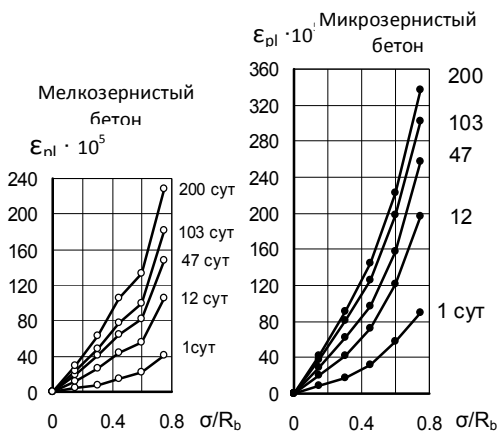 Мелкозернистый
бетон
ε_pl · 10⁵
240
200
160
120
80
40
0
200 сут
103 сут
47 сут
12 сут
1сут
0 0.4 0.8 σ/R_b
Микрозернистый
бетон
ε_pl ·10
360
320
280
240
200
160
120
80
40
0
200
103
47
12
1 сут
0 0.4 0.8 σ/R_b